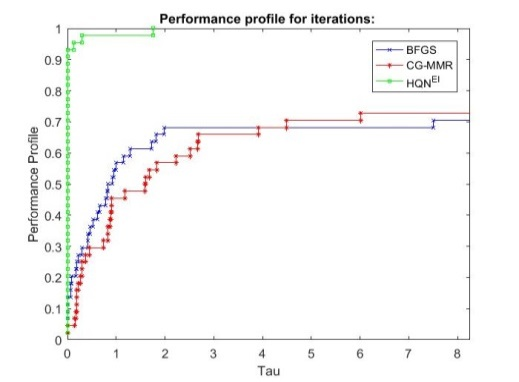 Performance profile for iterations:
Performance Profile
1
0.9
0.8
0.7
0.6
0.5
0.4
0.3
0.2
0.1
0
BFGS
CG-MMR
HQN^EI
0 1 2 3 4 5 6 7 8
Tau